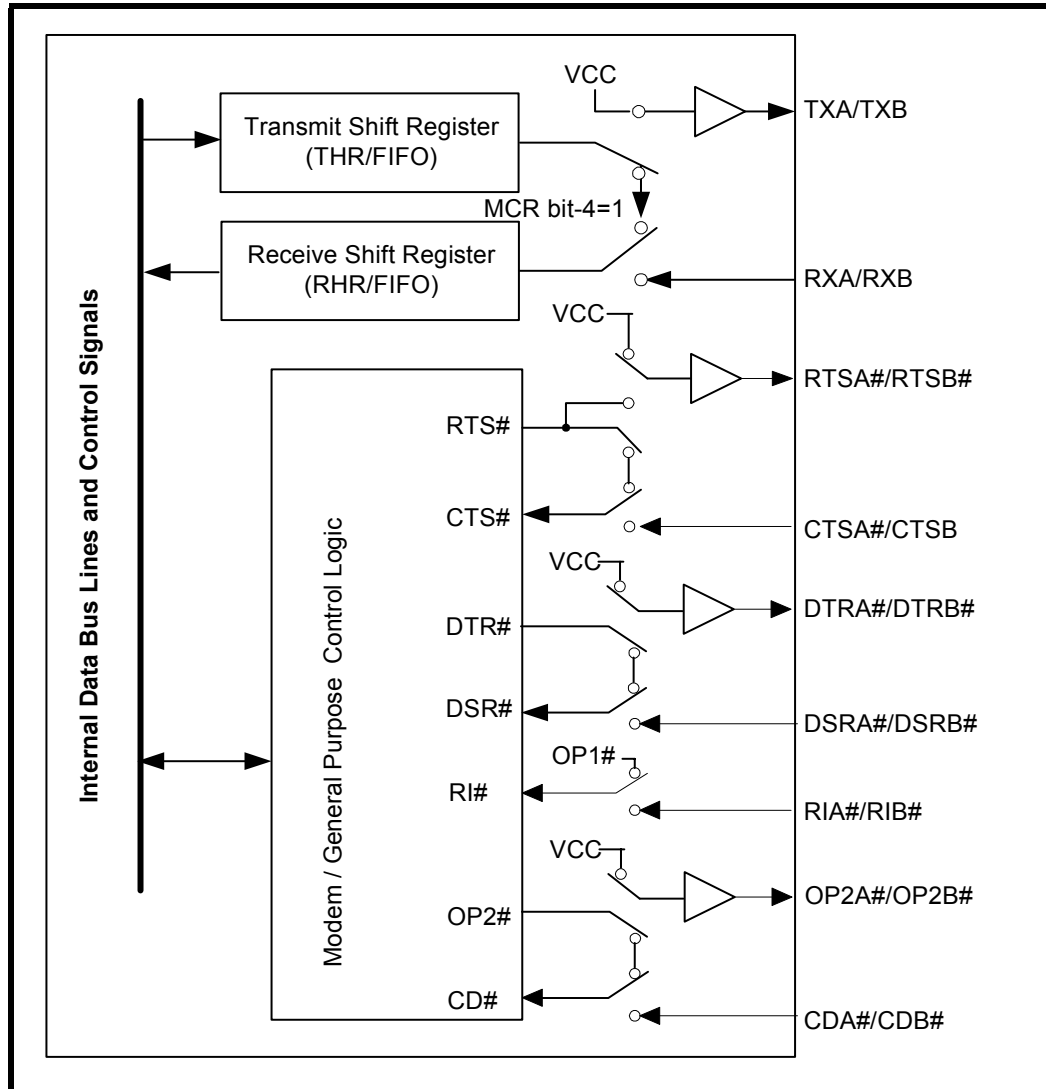 VCC
TXA/TXB
Transmit Shift Register
(THR/FIFO)
MCR bit-4=1
Receive Shift Register
(RHR/FIFO)
RXA/RXB
VCC
RTSA#/RTSB#
RTS#
CTS#
CTSA#/CTSB
VCC
DTRA#/DTRB#
DTR#
DSR#
DSRA#/DSRB#
OP1#
RI#
RIA#/RIB#
VCC
OP2A#/OP2B#
OP2#
CD#
CDA#/CDB#
Internal Data Bus Lines and Control Signals
Modem / General Purpose Control Logic